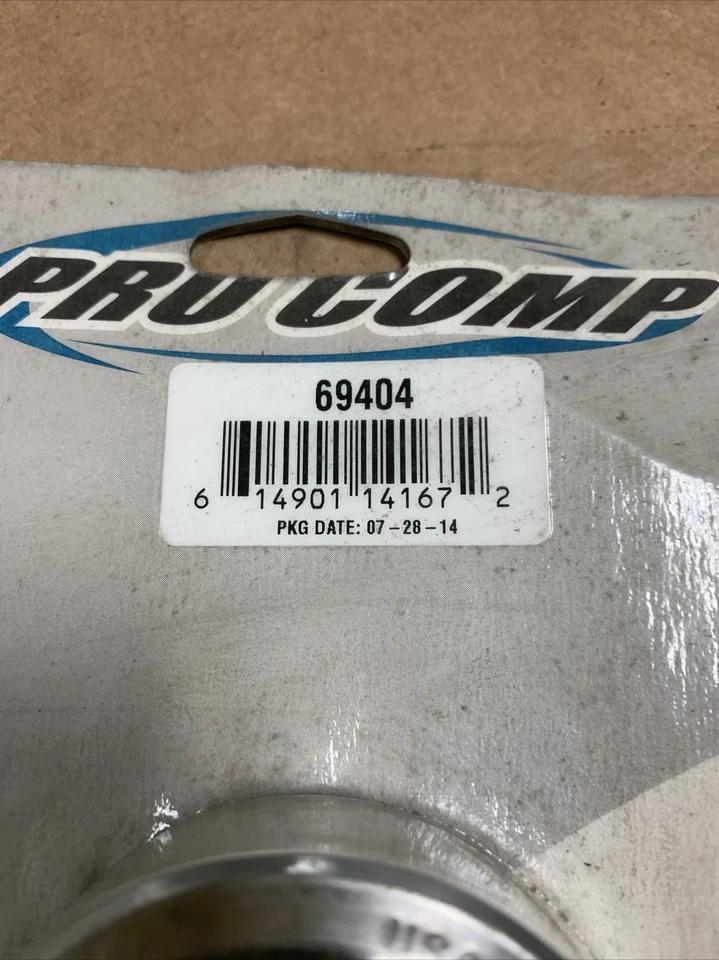 PRO COMP
69404
6 14901 14167 2
PKG DATE: 07-28-14